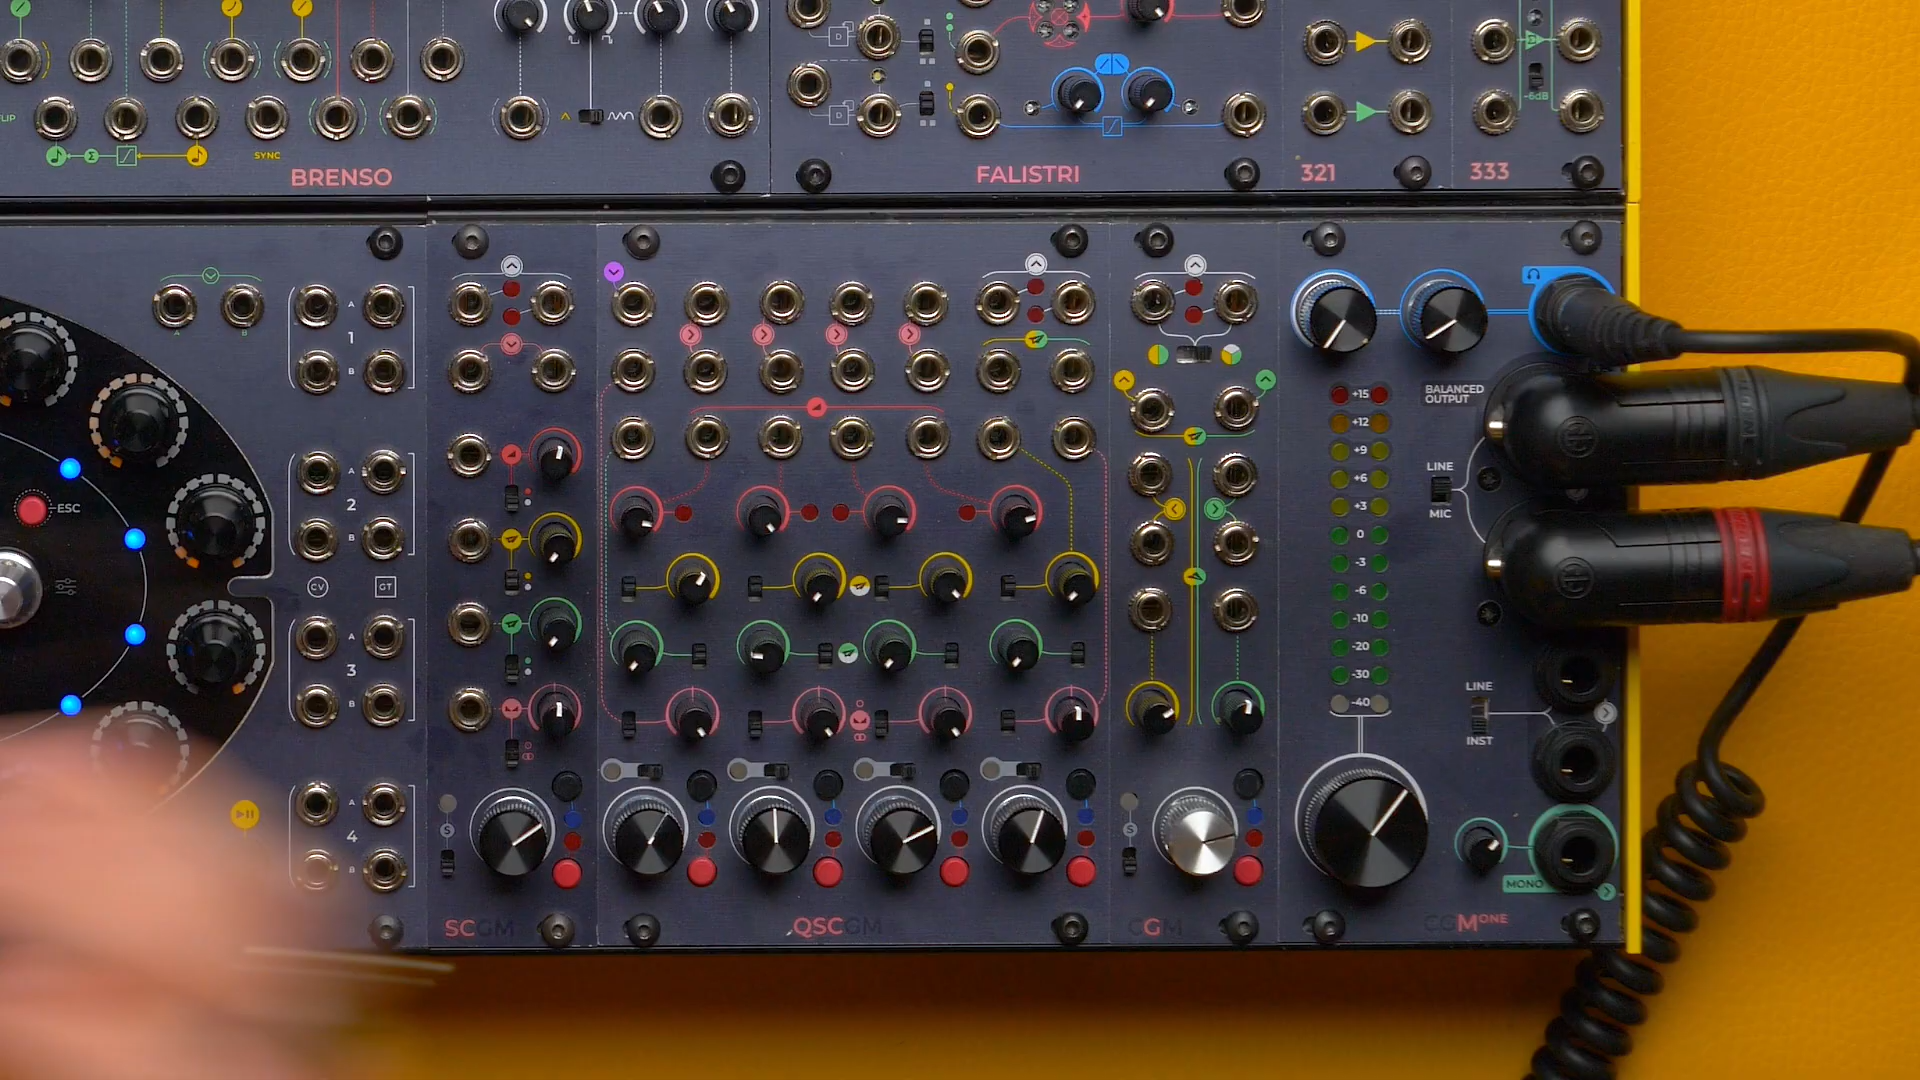 SYNC
BRENSO
FALISTRI
321
333
-6dB
A
B
A
1
B
A
2
B
CV
GT
A
3
B
A
4
B
ESC
S
SCGM
QSCGM
S
CGM
BALANCED
OUTPUT
+15
+12
+9
+6
+3
0
-3
-6
-10
-20
-30
-40
LINE
MIC
LINE
INST
MONO
CGMONE